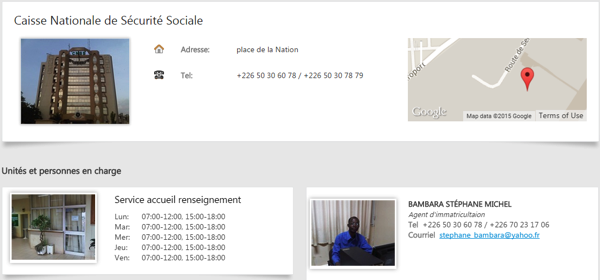 Caisse Nationale de Sécurité Sociale
Adresse: place de la Nation
Tel: +226 50 30 60 78 / +226 50 30 78 79
oroport
Route de Se
Google
Map data ©2015 Google Terms of Use
Unités et personnes en charge
Service accueil renseignement
Lun: 07:00-12:00, 15:00-18:00
Mar: 07:00-12:00, 15:00-18:00
Mer: 07:00-12:00, 15:00-18:00
Jeu: 07:00-12:00, 15:00-18:00
Ven: 07:00-12:00, 15:00-18:00
BAMBARA STÉPHANE MICHEL
Agent d'immatricultaion
Tel +226 50 30 60 78 / +226 70 23 17 06
Courriel stephane_bambara@yahoo.fr